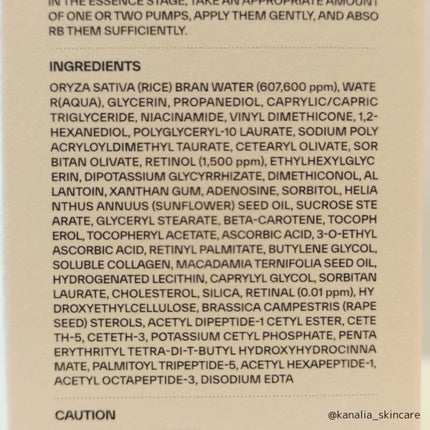 IN THE ESSENCE STAGE, TAKE AN APPROPRIATE AMOUNT
OF ONE OR TWO PUMPS, APPLY THEM GENTLY, AND ABSO
RB THEM SUFFICIENTLY.
INGREDIENTS
ORYZA SATIVA (RICE) BRAN WATER (607,600 ppm), WATE
R(AQUA), GLYCERIN, PROPANEDIOL, CAPRYLIC/CAPRIC
TRIGLYCERIDE, NIACINAMIDE, VINYL DIMETHICONE, 1,2-
HEXANEDIOL, POLYGLYCERYL-10 LAURATE, SODIUM POLY
ACRYLOYLDIMETHYL TAURATE, CETEARYL OLIVATE, SOR
BITAN OLIVATE, RETINOL (1,500 ppm), ETHYLHEXYLGLYC
ERIN, DIPOTASSIUM GLYCYRRHIZATE, DIMETHICONOL, AL
LANTOIN, XANTHAN GUM, ADENOSINE, SORBITOL, HELIA
NTHUS ANNUUS (SUNFLOWER) SEED OIL, SUCROSE STE
ARATE, GLYCERYL STEARATE, BETA-CAROTENE, TOCOPH
EROL, TOCOPHERYL ACETATE, ASCORBIC ACID, 3-O-ETHYL
ASCORBIC ACID, RETINYL PALMITATE, BUTYLENE GLYCOL,
SOLUBLE COLLAGEN, MACADAMIA TERNIFOLIA SEED OIL,
HYDROGENATED LECITHIN, CAPRYLYL GLYCOL, SORBITAN
LAURATE, CHOLESTEROL, SILICA, RETINAL (0.01 ppm), HY
DROXYETHYLCELLULOSE, BRASSICA CAMPESTRIS (RAPE
SEED) STEROLS, ACETYL DIPEPTIDE-1 CETYL ESTER, CETE
TH-5, CETETH-3, POTASSIUM CETYL PHOSPHATE, PENTA
ERYTHRITYL TETRA-DI-T-BUTYL HYDROXYHYDROCINNA
MATE, PALMITOYL TRIPEPTIDE-5, ACETYL HEXAPEPTIDE-1,
ACETYL OCTAPEPTIDE-3, DISODIUM EDTA
CAUTION
@kanalia_skincare